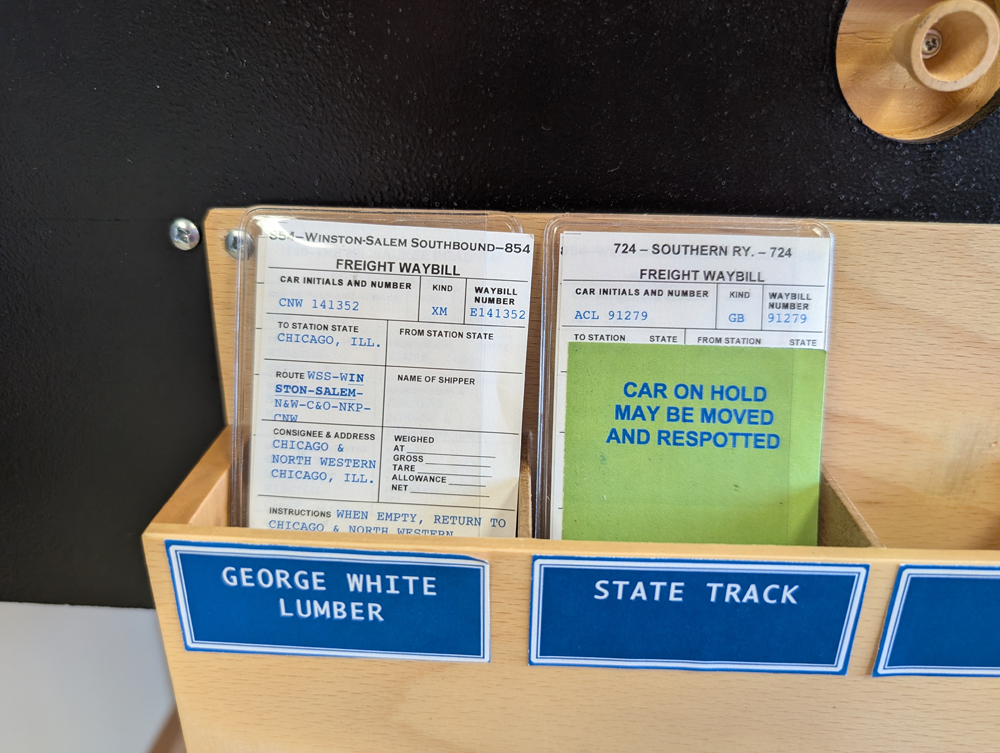 854–WINSTON-SALEM SOUTHBOUND–854
FREIGHT WAYBILL
CAR INITIALS AND NUMBER
KIND
WAYBILL
NUMBER
CNW 141352
XM
E141352
TO STATION STATE
FROM STATION STATE
CHICAGO, ILL.
ROUTE WSS-WIN
STON-SALEM-
N&W-C&O-NKP-
CNW
NAME OF SHIPPER
CONSIGNEE & ADDRESS
CHICAGO &
NORTH WESTERN
CHICAGO, ILL.
WEIGHED
AT
GROSS
TARE
ALLOWANCE
NET
INSTRUCTIONS WHEN EMPTY, RETURN TO
CHICAGO & NORTH WESTERN
724 – SOUTHERN RY. – 724
FREIGHT WAYBILL
CAR INITIALS AND NUMBER
KIND
WAYBILL
NUMBER
ACL 91279
GB
91279
TO STATION STATE
FROM STATION STATE
CAR ON HOLD
MAY BE MOVED
AND RESPOTTED
GEORGE WHITE
LUMBER
STATE TRACK